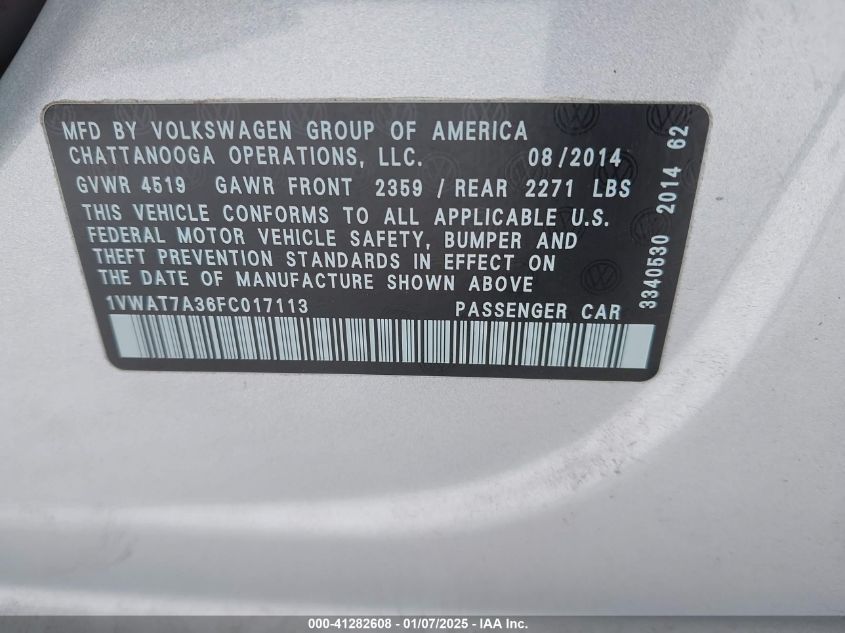 MFD BY VOLKSWAGEN GROUP OF AMERICA
CHATTANOOGA OPERATIONS, LLC. 08/2014
GVWR 4519 GAWR FRONT 2359 / REAR 2271 LBS
THIS VEHICLE CONFORMS TO ALL APPLICABLE U.S.
FEDERAL MOTOR VEHICLE SAFETY, BUMPER AND
THEFT PREVENTION STANDARDS IN EFFECT ON
THE DATE OF MANUFACTURE SHOWN ABOVE
1VWAT7A36FC017113 PASSENGER CAR
3340530 2014 62
000-41282608 - 01/07/2025 - IAA Inc.